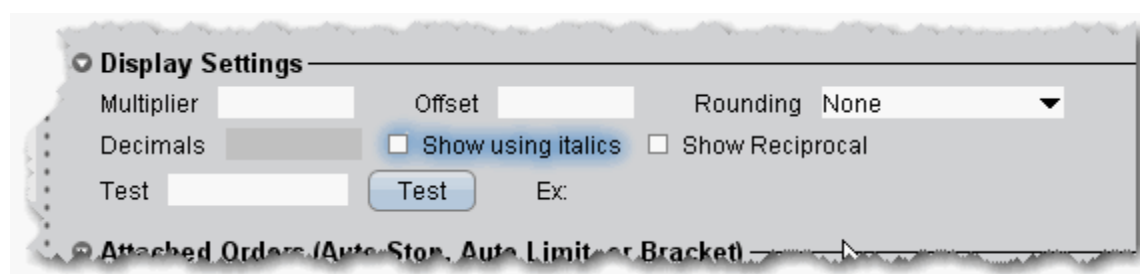 Display Settings
Multiplier Offset Rounding None
Decimals Show using italics Show Reciprocal
Test Test Ex:
Attached Orders (Auto Stop, Auto Limit or Bracket)